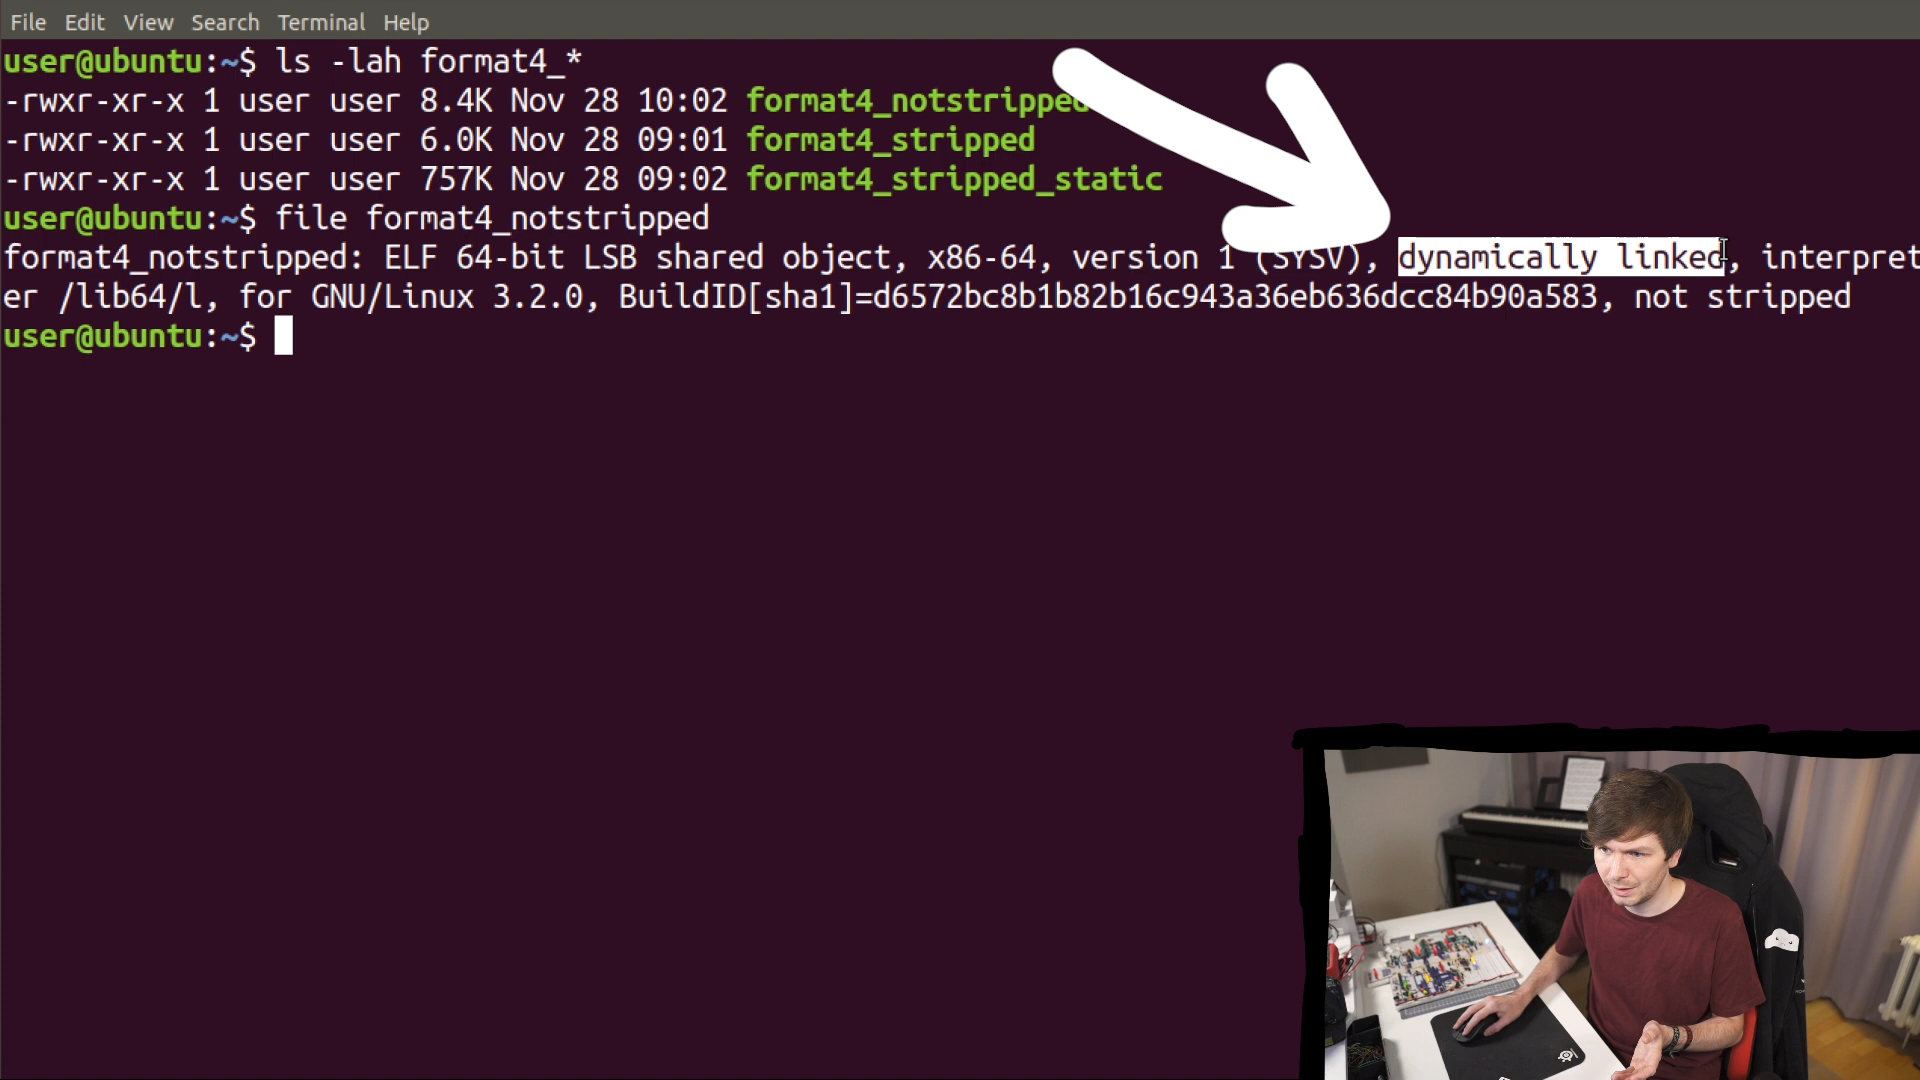 File Edit View Search Terminal Help
user@ubuntu:~$ ls -lah format4_*
-rwxr-xr-x 1 user user 8.4K Nov 28 10:02 format4_notstripped
-rwxr-xr-x 1 user user 6.0K Nov 28 09:01 format4_stripped
-rwxr-xr-x 1 user user 757K Nov 28 09:02 format4_stripped_static
user@ubuntu:~$ file format4_notstripped
format4_notstripped: ELF 64-bit LSB shared object, x86-64, version 1 (SYSV), dynamically linked, interpret
er /lib64/l, for GNU/Linux 3.2.0, BuildID[sha1]=d6572bc8b1b82b16c943a36eb636dcc84b90a583, not stripped
user@ubuntu:~$